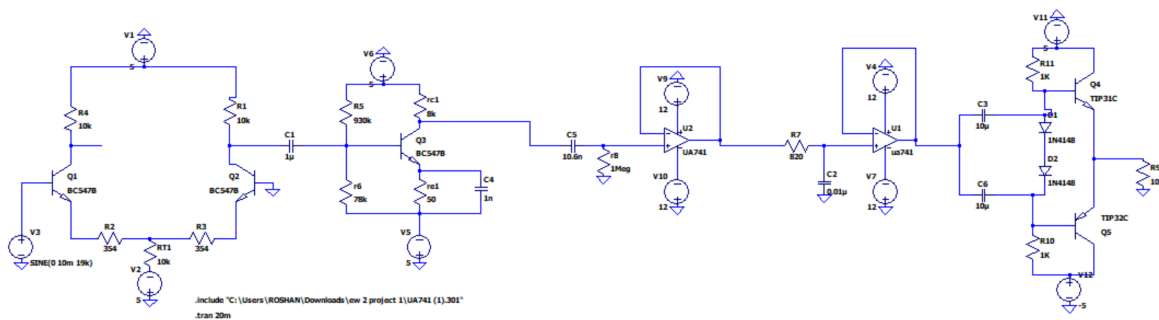 V1
5
R4
10k
R1
10k
Q1
BC547B
Q2
BC547B
V3
SINE(0 10m 19k)
R2
354
R3
354
RT1
10k
V2
5
C1
1µ
V6
5
R5
930k
rc1
8k
Q3
BC547B
r6
78k
re1
50
C4
1n
V5
5
C5
10.6n
r8
1Meg
V9
12
U2
UA741
V10
12
R7
820
C2
0.01µ
V4
12
U1
ua741
V7
12
C3
10µ
C6
10µ
V11
5
R11
1K
Q4
TIP31C
D1
1N4148
D2
1N4148
R9
10
TIP32C
Q5
R10
1K
V12
-5
.include "C:\Users\ROSHAN\Downloads\ew 2 project 1\UA741 (1).301"
.tran 20m